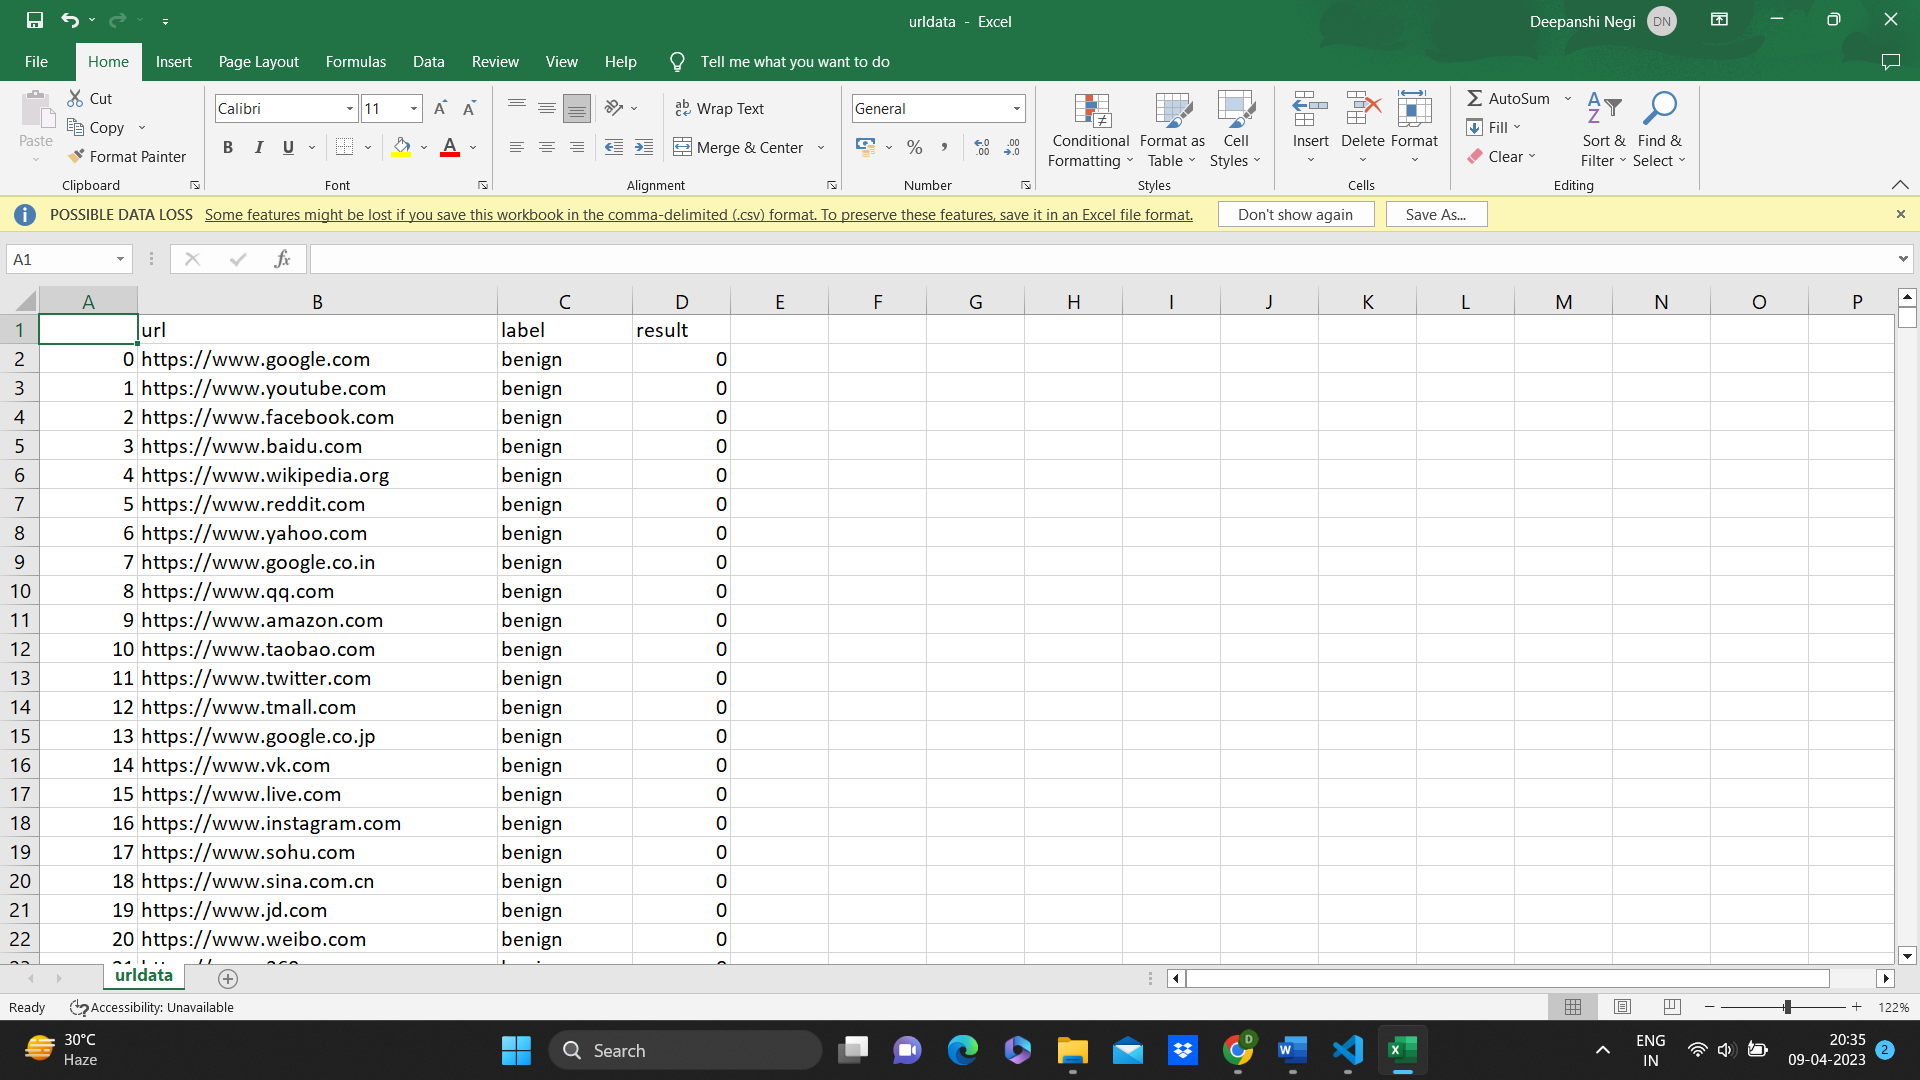 urldata - Excel
Deepanshi Negi DN
File Home Insert Page Layout Formulas Data Review View Help Tell me what you want to do
Paste
Cut
Copy
Format Painter
Clipboard
Calibri 11
B I U
Font
Wrap Text
Merge & Center
Alignment
General
Number
Conditional Formatting
Format as Table
Cell Styles
Styles
Insert Delete Format
Cells
AutoSum
Fill
Clear
Sort & Filter
Find & Select
Editing
POSSIBLE DATA LOSS Some features might be lost if you save this workbook in the comma-delimited (.csv) format. To preserve these features, save it in an Excel file format. Don't show again Save As...
A1 fx
A B C D E F G H I J K L M N O P
1 url label result
2 0 https://www.google.com benign 0
3 1 https://www.youtube.com benign 0
4 2 https://www.facebook.com benign 0
5 3 https://www.baidu.com benign 0
6 4 https://www.wikipedia.org benign 0
7 5 https://www.reddit.com benign 0
8 6 https://www.yahoo.com benign 0
9 7 https://www.google.co.in benign 0
10 8 https://www.qq.com benign 0
11 9 https://www.amazon.com benign 0
12 10 https://www.taobao.com benign 0
13 11 https://www.twitter.com benign 0
14 12 https://www.tmall.com benign 0
15 13 https://www.google.co.jp benign 0
16 14 https://www.vk.com benign 0
17 15 https://www.live.com benign 0
18 16 https://www.instagram.com benign 0
19 17 https://www.sohu.com benign 0
20 18 https://www.sina.com.cn benign 0
21 19 https://www.jd.com benign 0
22 20 https://www.weibo.com benign 0
urldata
Ready Accessibility: Unavailable 122%
30°C
Haze
Search
ENG
IN
20:35
09-04-2023
2